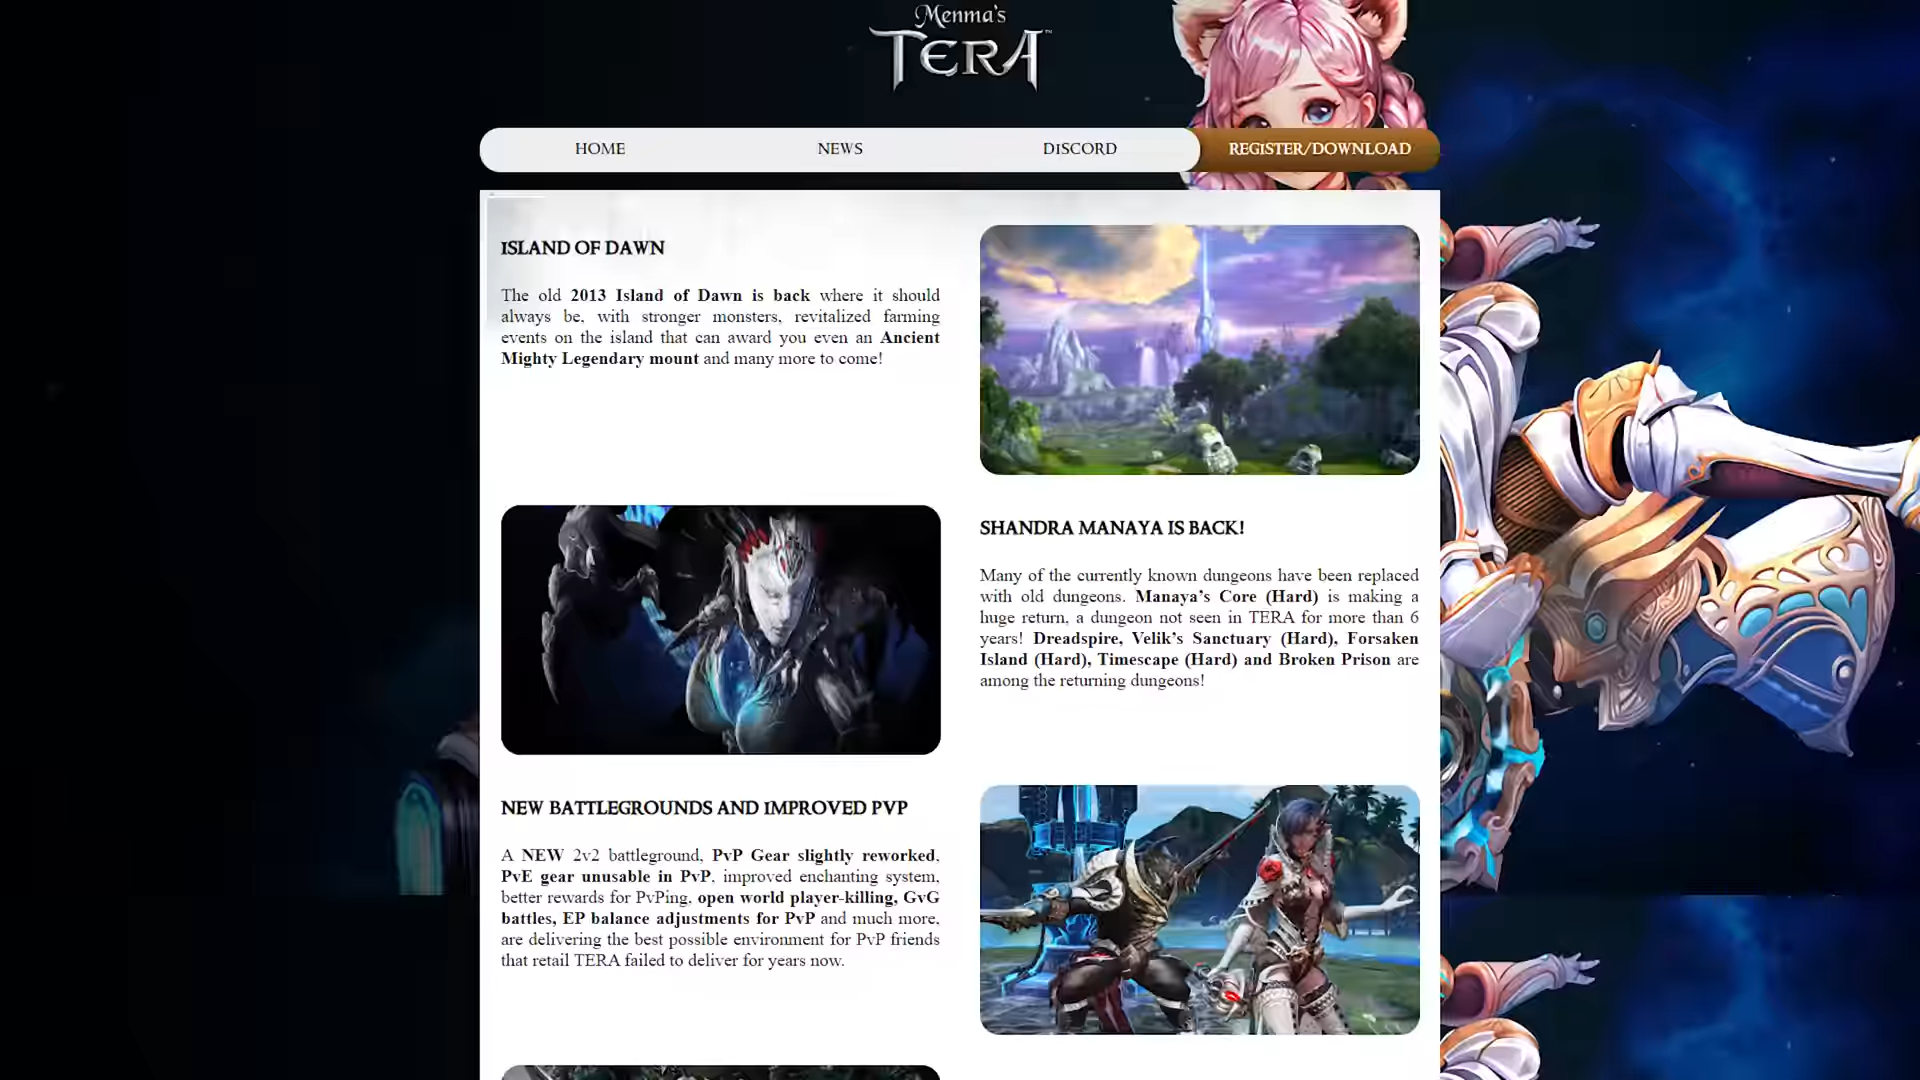 Menma's
TERA™
HOME
NEWS
DISCORD
REGISTER/DOWNLOAD
ISLAND OF DAWN
The old 2013 Island of Dawn is back where it should
always be, with stronger monsters, revitalized farming
events on the island that can award you even an Ancient
Mighty Legendary mount and many more to come!
SHANDRA MANAYA IS BACK!
Many of the currently known dungeons have been replaced
with old dungeons. Manaya's Core (Hard) is making a
huge return, a dungeon not seen in TERA for more than 6
years! Dreadspire, Velik's Sanctuary (Hard), Forsaken
Island (Hard), Timescape (Hard) and Broken Prison are
among the returning dungeons!
NEW BATTLEGROUNDS AND IMPROVED PVP
A NEW 2v2 battleground, PvP Gear slightly reworked,
PvE gear unusable in PvP, improved enchanting system,
better rewards for PvPing, open world player-killing, GvG
battles, EP balance adjustments for PvP and much more,
are delivering the best possible environment for PvP friends
that retail TERA failed to deliver for years now.